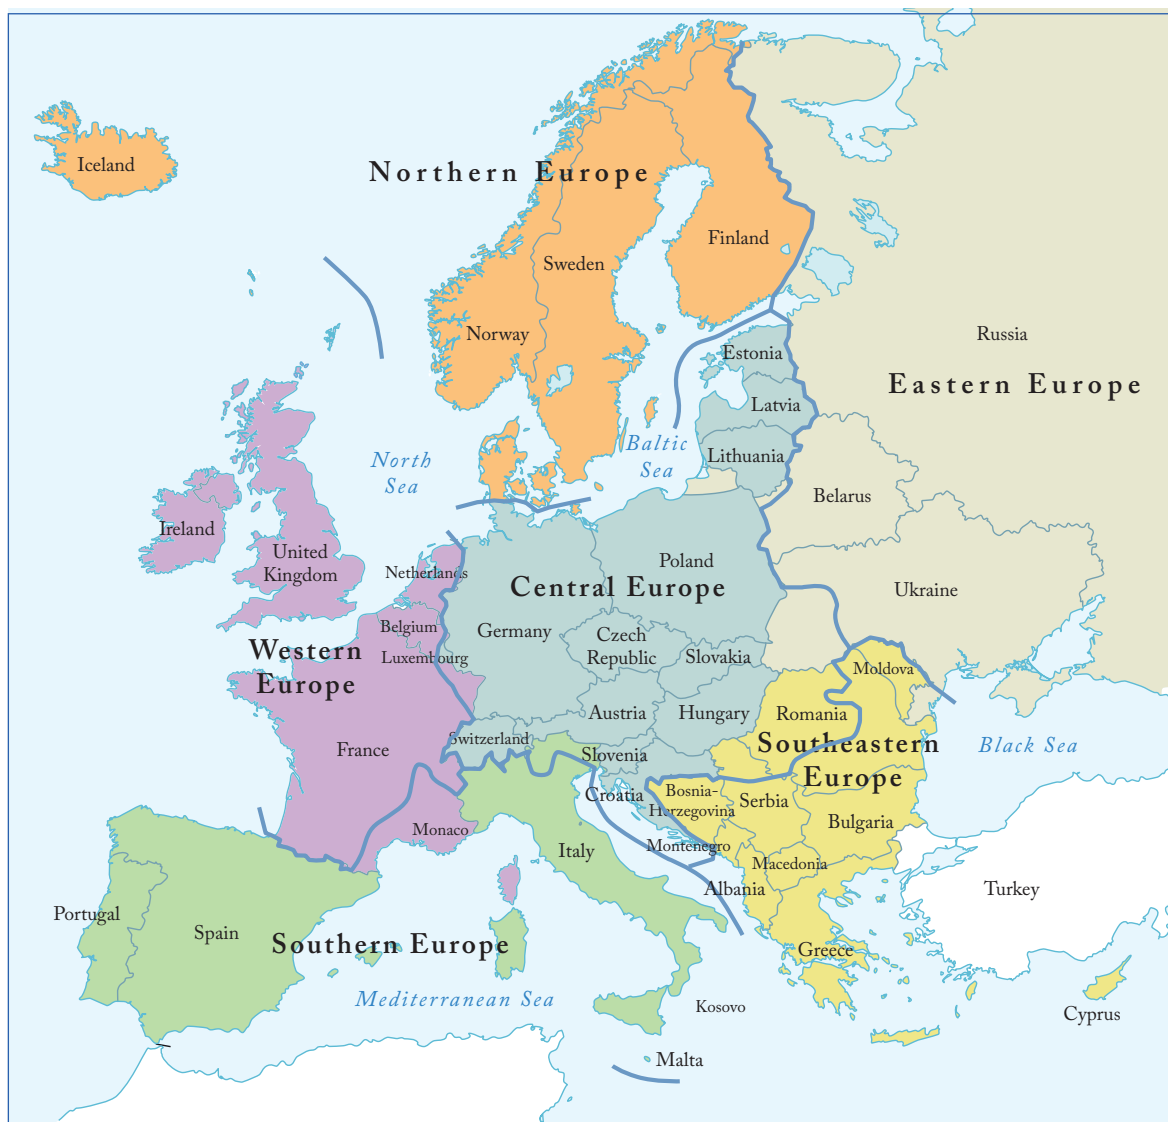 Iceland
Northern Europe
Finland
Sweden
Norway
Russia
Estonia
Eastern Europe
Latvia
Baltic
Sea
North
Sea
Lithuania
Belarus
Ireland
United
Kingdom
Netherlands
Poland
Central Europe
Ukraine
Belgium
Germany
Czech
Republic
Slovakia
Western
Europe
Luxembourg
Moldova
Austria
Hungary
Romania
Switzerland
France
Slovenia
Southeastern
Europe
Black Sea
Croatia
Bosnia-
Herzegovina
Serbia
Bulgaria
Monaco
Italy
Montenegro
Macedonia
Albania
Turkey
Portugal
Spain
Southern Europe
Greece
Mediterranean Sea
Kosovo
Cyprus
Malta